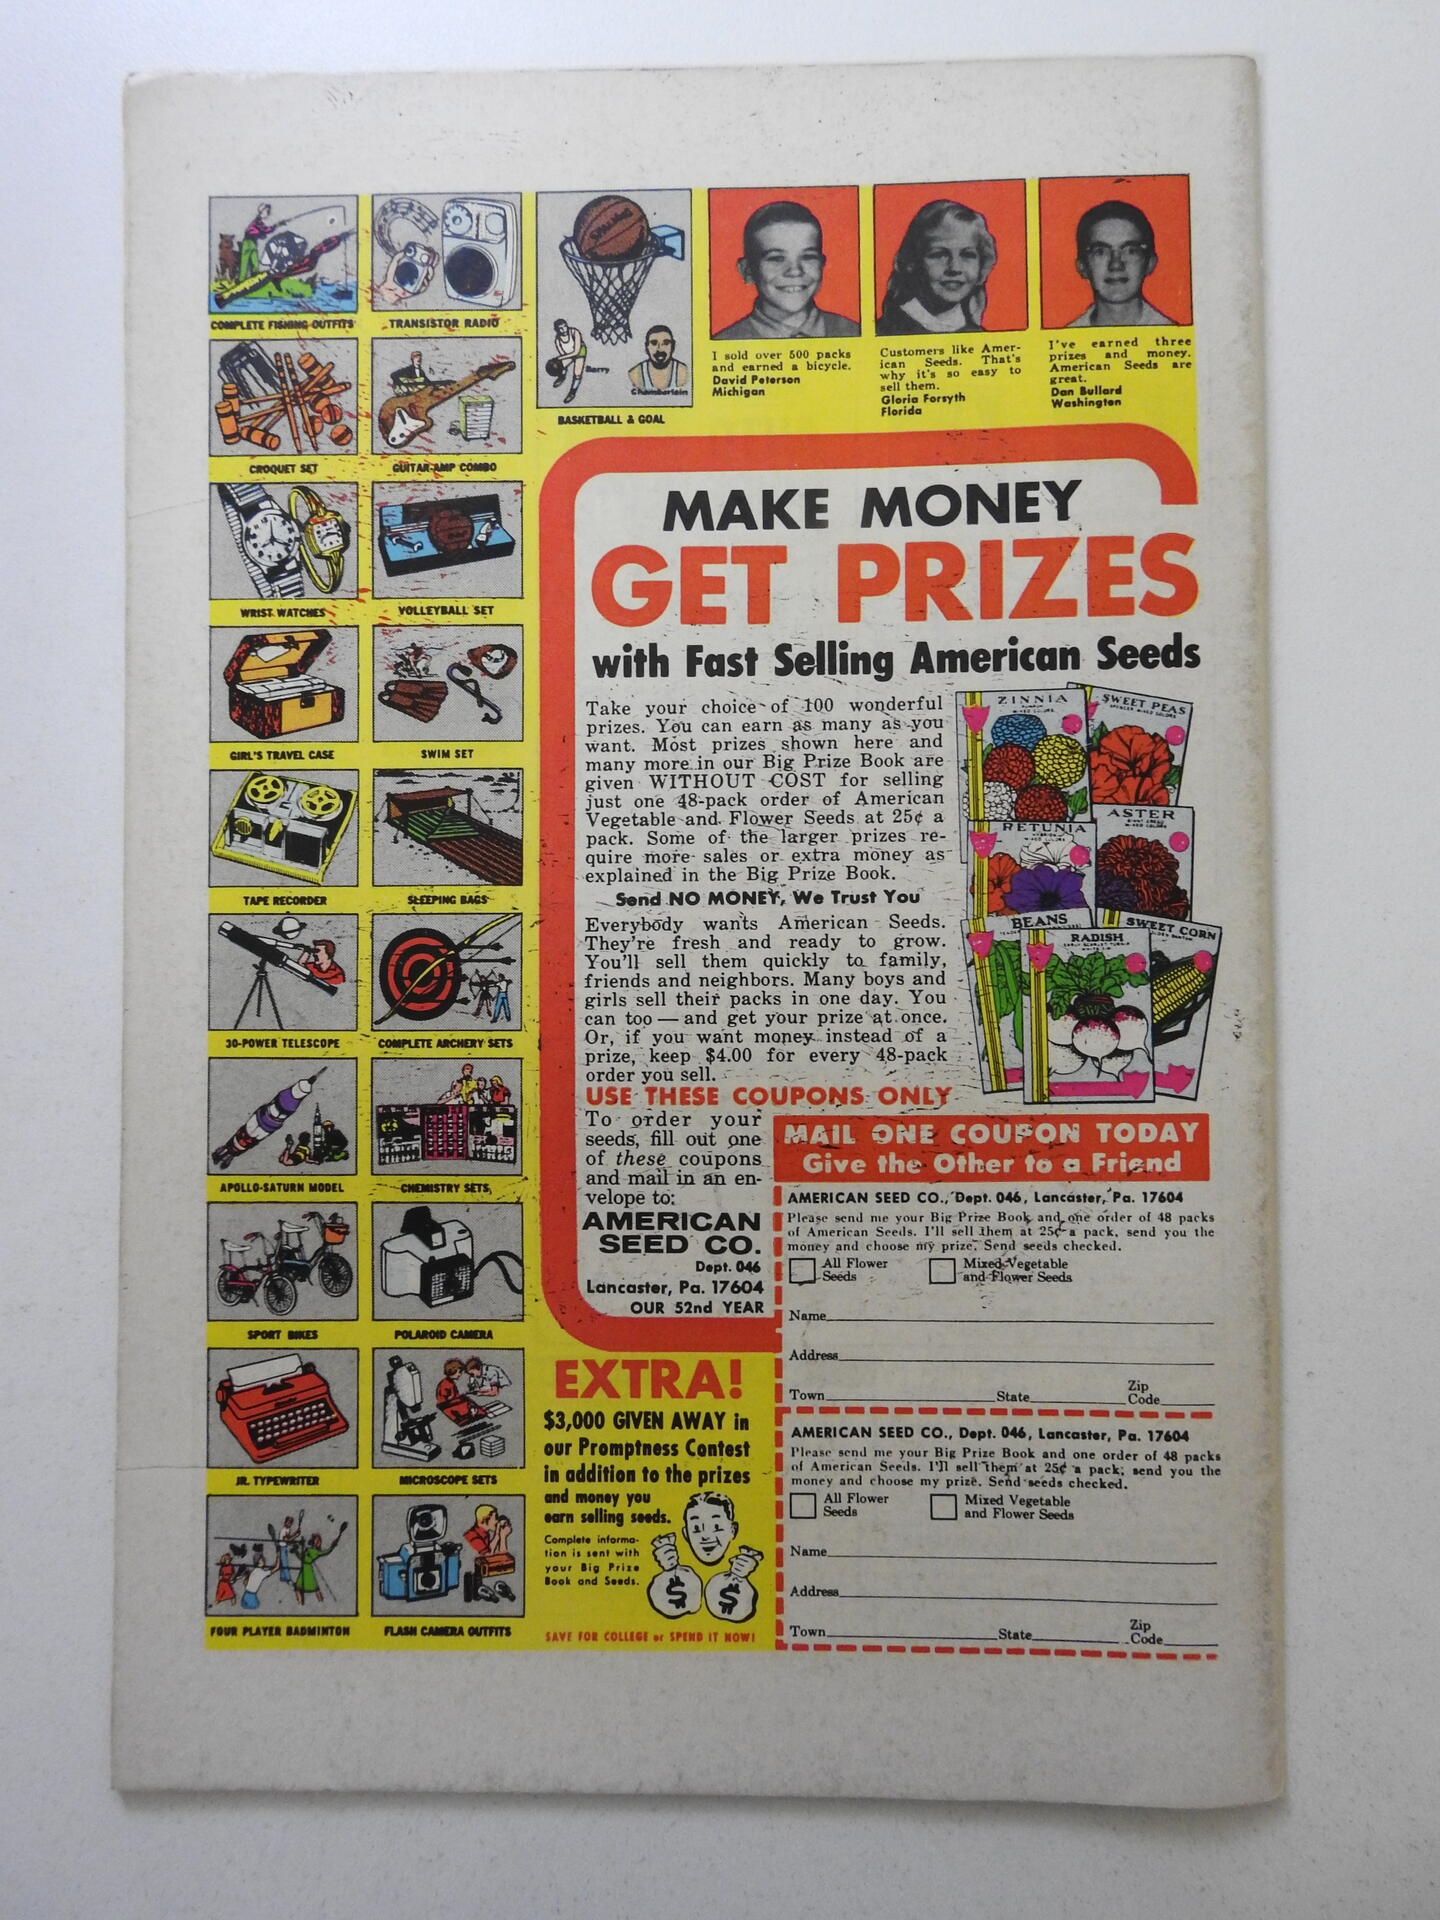 COMPLETE FISHING OUTFITS
TRANSISTOR RADIO
CROQUET SET
GUITAR-AMP COMBO
WRIST WATCHES
VOLLEYBALL SET
GIRL'S TRAVEL CASE
SWIM SET
TAPE RECORDER
SLEEPING BAGS
30-POWER TELESCOPE
COMPLETE ARCHERY SETS
APOLLO-SATURN MODEL
CHEMISTRY SETS
SPORT BIKES
POLAROID CAMERA
JR. TYPEWRITER
MICROSCOPE SETS
FOUR PLAYER BADMINTON
FLASH CAMERA OUTFITS
SPALDING
Barry
Chamberlain
BASKETBALL & GOAL
I sold over 500 packs
and earned a bicycle.
David Peterson
Michigan
Customers like Amer-
ican Seeds. That's
why it's so easy to
sell them.
Gloria Forsyth
Florida
I've earned three
prizes and money.
American Seeds are
great.
Dan Bullard
Washington
MAKE MONEY
GET PRIZES
with Fast Selling American Seeds
Take your choice of 100 wonderful
prizes. You can earn as many as you
want. Most prizes shown here and
many more in our Big Prize Book are
given WITHOUT COST for selling
just one 48-pack order of American
Vegetable and Flower Seeds at 25¢ a
pack. Some of the larger prizes re-
quire more sales or extra money as
explained in the Big Prize Book.
Send NO MONEY, We Trust You
Everybody wants American Seeds.
They're fresh and ready to grow.
You'll sell them quickly to family,
friends and neighbors. Many boys and
girls sell their packs in one day. You
can too — and get your prize at once.
Or, if you want money instead of a
prize, keep $4.00 for every 48-pack
order you sell.
ZINNIA
MIXED COLORS
SWEET PEAS
SPENCER MIXED COLORS
PETUNIA
MIXED COLORS
ASTER
MIXED COLORS
BEANS
RADISH
SWEET CORN
USE THESE COUPONS ONLY
To order your
seeds, fill out one
of these coupons
and mail in an en-
velope to:
AMERICAN
SEED CO.
Dept. 046
Lancaster, Pa. 17604
OUR 52nd YEAR
MAIL ONE COUPON TODAY
Give the Other to a Friend
AMERICAN SEED CO., Dept. 046, Lancaster, Pa. 17604
Please send me your Big Prize Book and one order of 48 packs
of American Seeds. I'll sell them at 25¢ a pack, send you the
money and choose my prize. Send seeds checked.
All Flower
Seeds
Mixed Vegetable
and Flower Seeds
Name
Address
Town State Zip Code
AMERICAN SEED CO., Dept. 046, Lancaster, Pa. 17604
Please send me your Big Prize Book and one order of 48 packs
of American Seeds. I'll sell them at 25¢ a pack, send you the
money and choose my prize. Send seeds checked.
All Flower
Seeds
Mixed Vegetable
and Flower Seeds
Name
Address
Town State Zip Code
EXTRA!
$3,000 GIVEN AWAY in
our Promptness Contest
in addition to the prizes
and money you
earn selling seeds.
Complete informa-
tion is sent with
your Big Prize
Book and Seeds.
$ $
SAVE FOR COLLEGE or SPEND IT NOW!